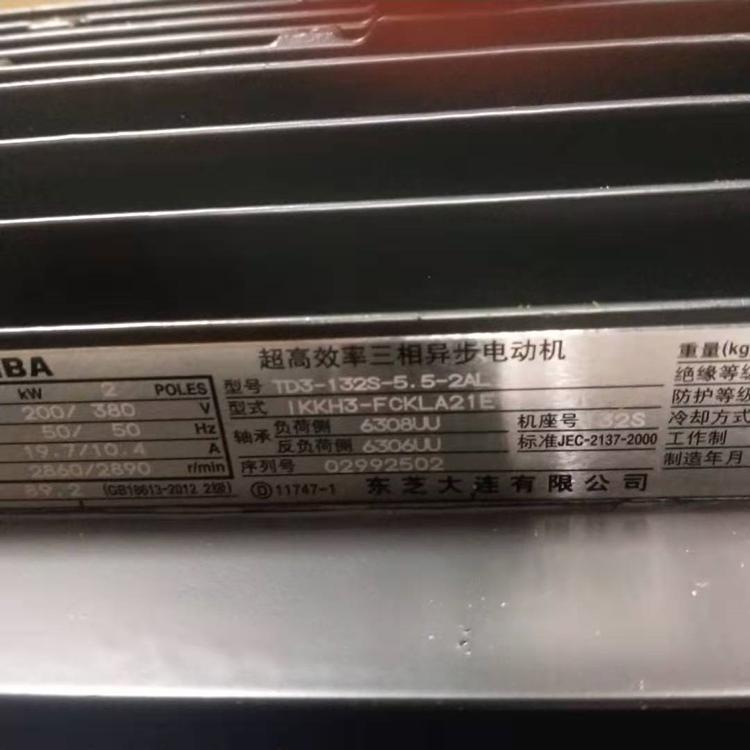 IBA 超高效率三相异步电动机 重量(kg
kW 2 POLES 型号 TD3-132S-5.5-2AL 绝缘等级
200/ 380 V 型式 IKKH3-FCKLA21E 防护等级
50/ 50 Hz 轴承 负荷侧 6308UU 机座号 132S 冷却方式
19.7/10.4 A 反负荷侧 6306UU 标准JEC-2137-2000 工作制
2860/2890 r/min 序列号 02992502 制造年月
89.2 (GB18613-2012 2级) D 11747-1 东芝大连有限公司